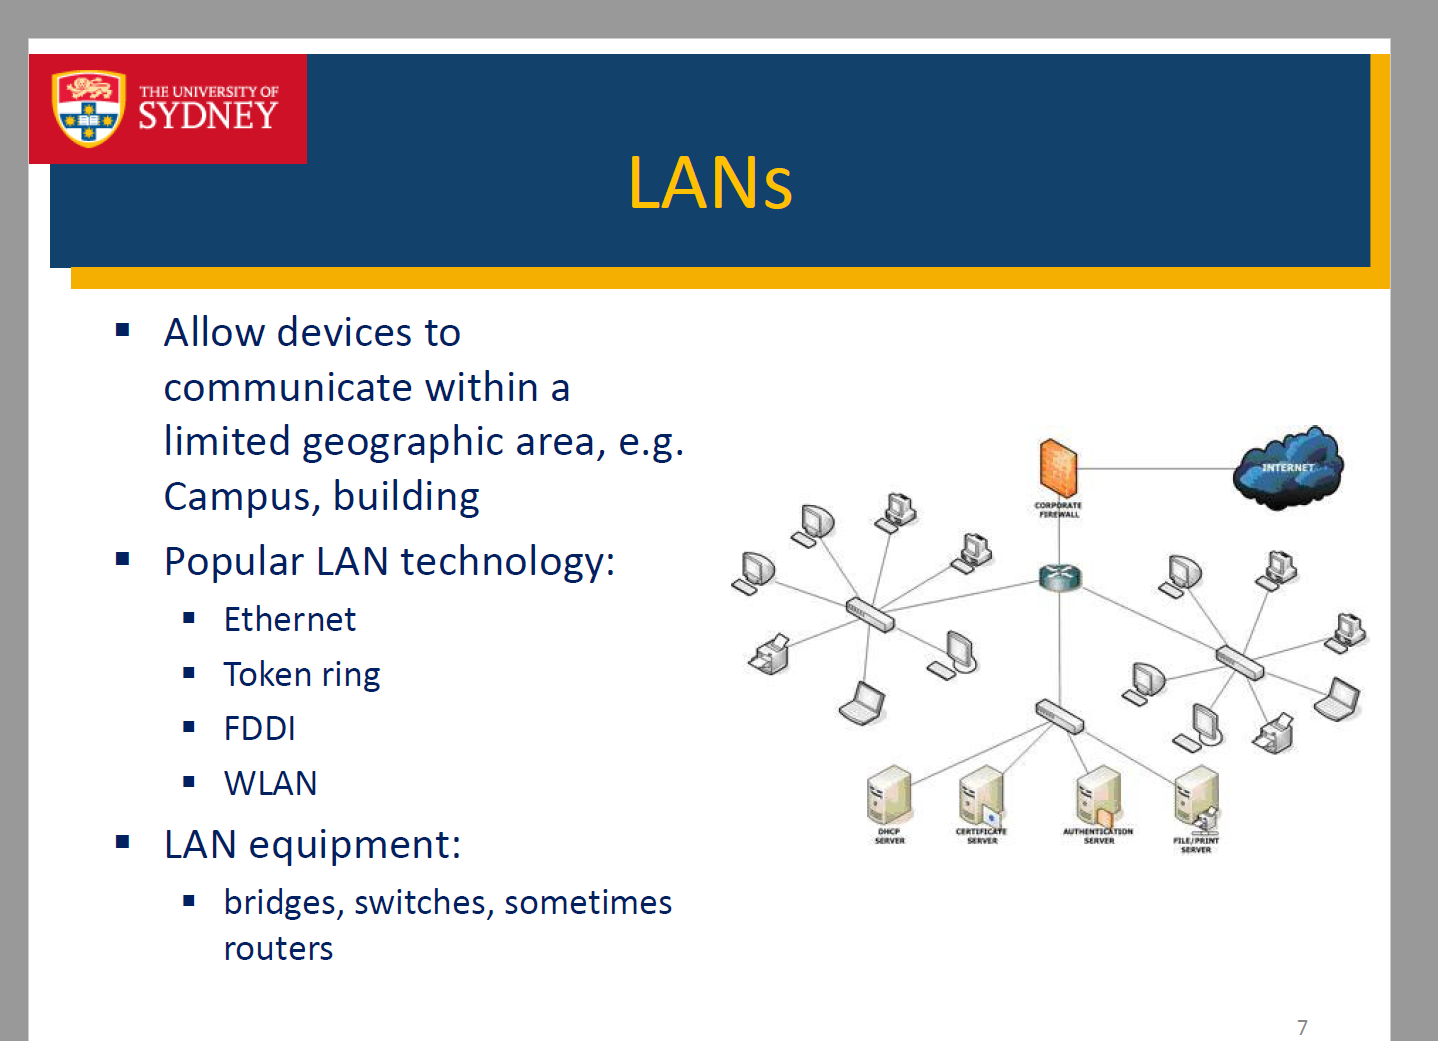 THE UNIVERSITY OF
SYDNEY
LANs
▪ Allow devices to
communicate within a
limited geographic area, e.g.
Campus, building
▪ Popular LAN technology:
▪ Ethernet
▪ Token ring
▪ FDDI
▪ WLAN
▪ LAN equipment:
▪ bridges, switches, sometimes
routers
INTERNET
CORPORATE
FIREWALL
DHCP
SERVER
CERTIFICATE
SERVER
AUTHENTICATION
SERVER
FILE/PRINT
SERVER
7